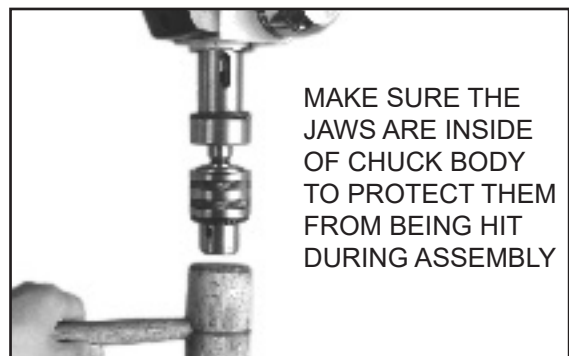 MAKE SURE THE
JAWS ARE INSIDE
OF CHUCK BODY
TO PROTECT THEM
FROM BEING HIT
DURING ASSEMBLY